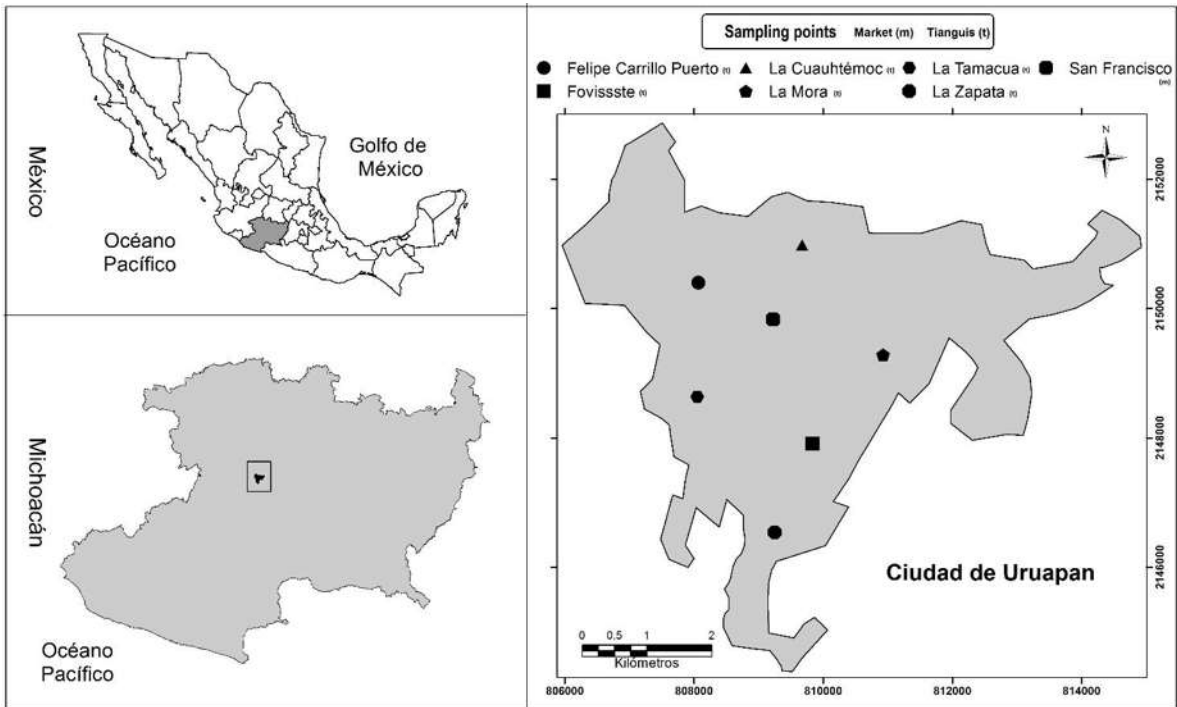 México
Golfo de
México
Océano
Pacífico
Michoacán
Océano
Pacífico
Sampling points Market (m) Tianguis (t)
Felipe Carrillo Puerto (t) La Cuauhtémoc (t) La Tamacua (t) San Francisco (m)
Fovissste (t) La Mora (t) La Zapata (t)
N
2152000
2150000
2148000
2146000
Ciudad de Uruapan
0 0.5 1 2
Kilómetros
806000 808000 810000 812000 814000